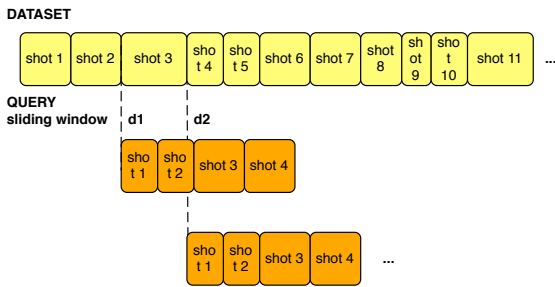 DATASET
shot 1 shot 2 shot 3 sho shot 6 shot 7 shot sh sho shot 11 ...
t 4 sho t 5 8 ot 9 t 10
QUERY
sliding window d1 d2
sho sho shot 3 shot 4
t 1 t 2
sho sho shot 3 shot 4 ...
t 1 t 2